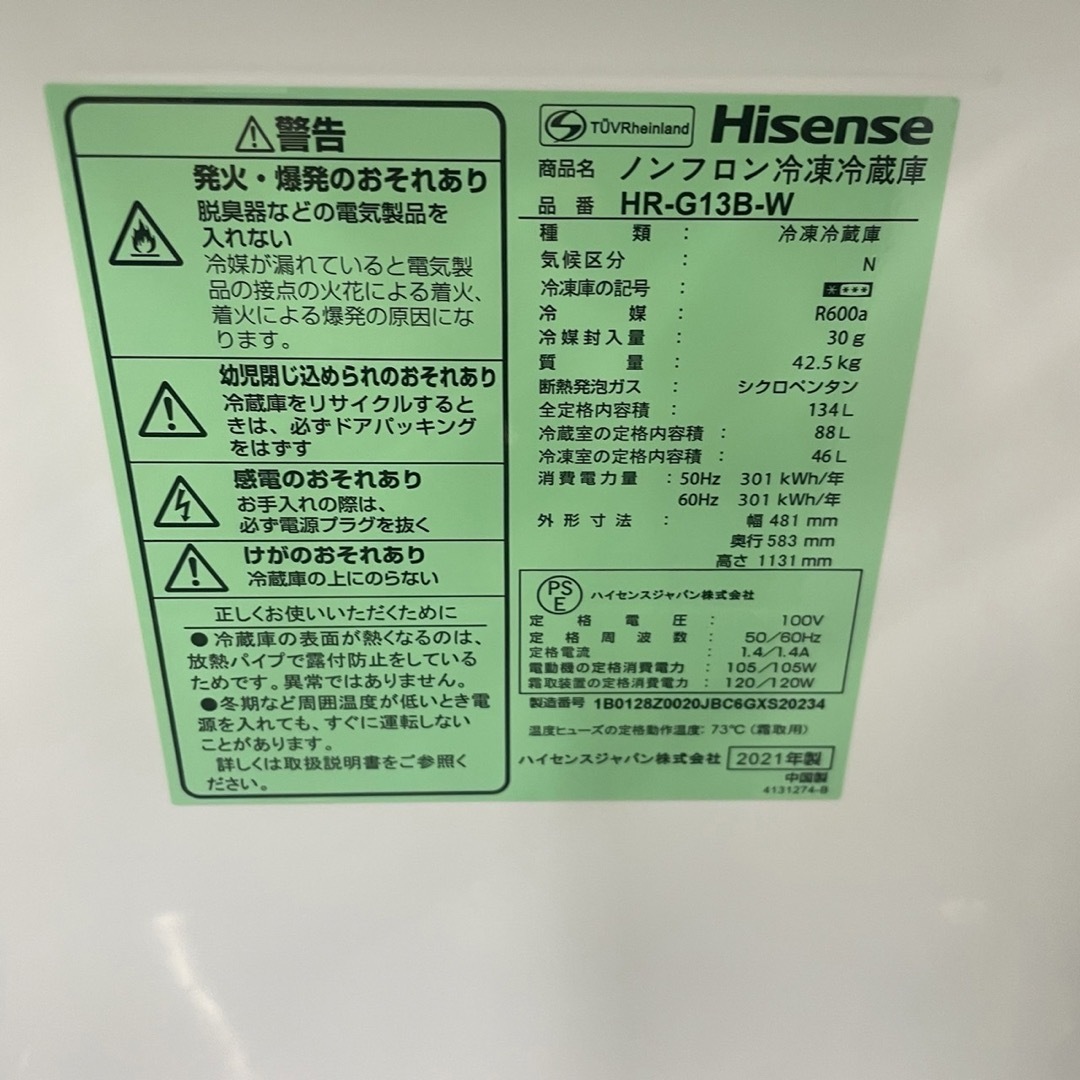 ⚠警告
発火・爆発のおそれあり
脱臭器などの電気製品を
入れない
冷媒が漏れていると電気製
品の接点の火花による着火、
着火による爆発の原因にな
ります。
幼児閉じ込められのおそれあり
冷蔵庫をリサイクルすると
きは、必ずドアパッキング
をはずす
感電のおそれあり
お手入れの際は、
必ず電源プラグを抜く
けがのおそれあり
冷蔵庫の上にのらない
正しくお使いいただくために
●冷蔵庫の表面が熱くなるのは、
放熱パイプで露付防止をしている
ためです。異常ではありません。
●冬期など周囲温度が低いとき電
源を入れても、すぐに運転しない
ことがあります。
詳しくは取扱説明書をご参照く
ださい。
TÜVRheinland Hisense
商品名 ノンフロン冷凍冷蔵庫
品番 HR-G13B-W
種類 : 冷凍冷蔵庫
気候区分 : N
冷凍庫の記号 : * ***
冷媒 : R600a
冷媒封入量 : 30g
質量 : 42.5kg
断熱発泡ガス : シクロペンタン
全定格内容積 : 134L
冷蔵室の定格内容積 : 88L
冷凍室の定格内容積 : 46L
消費電力量 : 50Hz 301 kWh/年
60Hz 301 kWh/年
外形寸法 : 幅 481 mm
奥行 583 mm
高さ 1131 mm
PSE ハイセンスジャパン株式会社
定格電圧 : 100V
定格周波数 : 50/60Hz
定格電流 : 1.4/1.4A
電動機の定格消費電力 : 105/105W
霜取装置の定格消費電力 : 120/120W
製造番号 1B0128Z0020JBC6GXS20234
温度ヒューズの定格動作温度: 73℃ (霜取用)
ハイセンスジャパン株式会社 2021年製
中国製
4131274-B